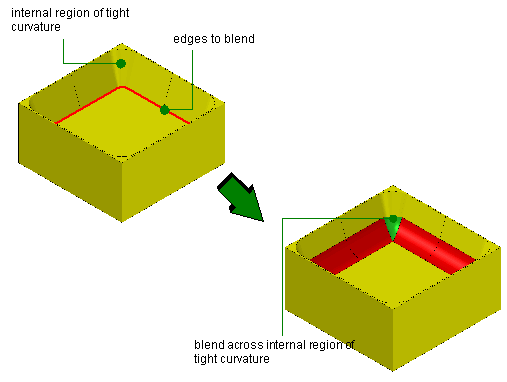 internal region of tight
curvature
edges to blend
blend across internal region of
tight curvature